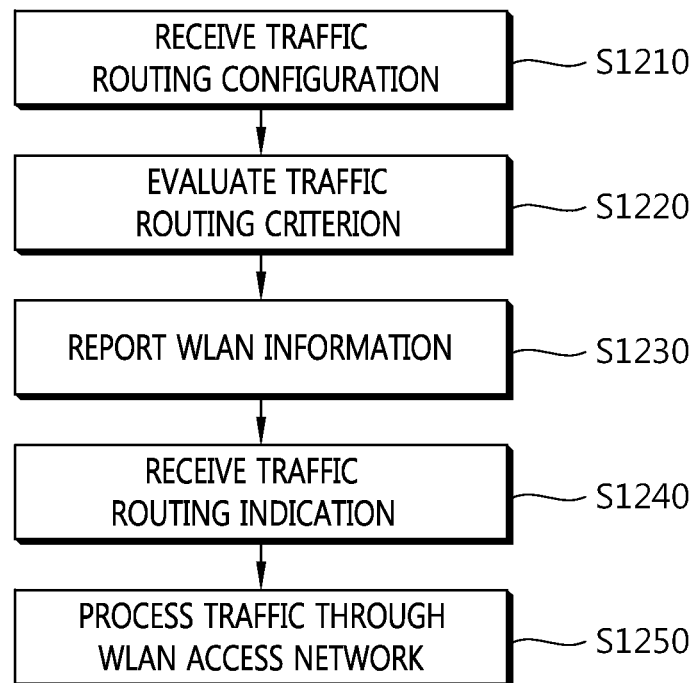 RECEIVE TRAFFIC
ROUTING CONFIGURATION
S1210
EVALUATE TRAFFIC
ROUTING CRITERION
S1220
REPORT WLAN INFORMATION
S1230
RECEIVE TRAFFIC
ROUTING INDICATION
S1240
PROCESS TRAFFIC THROUGH
WLAN ACCESS NETWORK
S1250